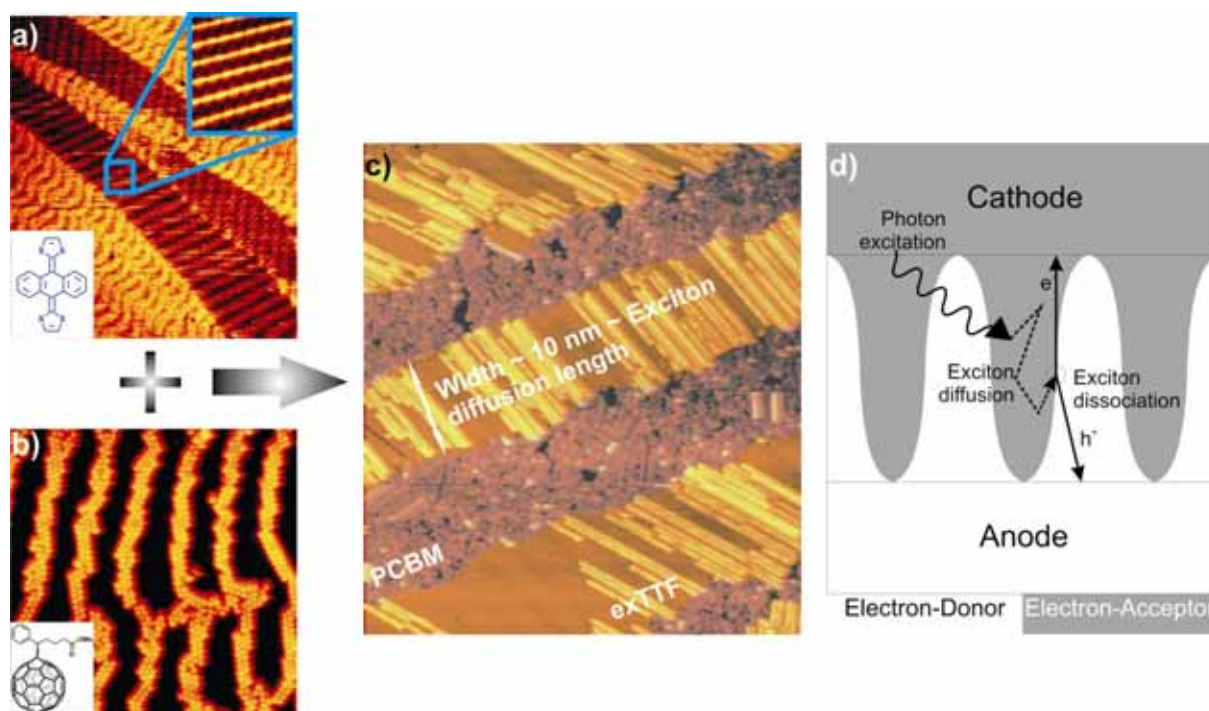 a)
b)
c)
Width ~ 10 nm ~ Exciton
diffusion length
PCBM
exTTF
d)
Cathode
Photon
excitation
e-
Exciton
diffusion
Exciton
dissociation
h+
Anode
Electron-Donor
Electron-Acceptor